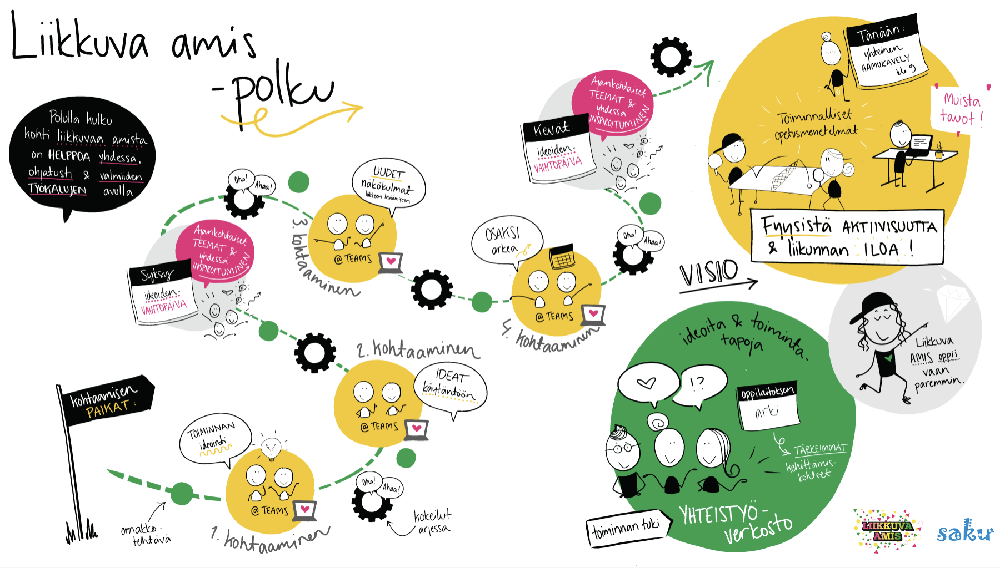 Liikkuva amis
-polku
Polulla kulku
kohti liikkuvaa amista
on HELPPOA yhdessä,
ohjatusti & valmiiden
TYÖKALUJEN avulla
Kohtaamisen
PAIKAT:
ennakko-
tehtävä
TOIMINNAN
ideointi
@TEAMS
1. kohtaaminen
Oho!
Ahaa!
kokeilut
arjessa
2. kohtaaminen
IDEAT
käytäntöön
@TEAMS
Syksy:
ideoiden-
VAIHTOPÄIVÄ
Ajankohtaiset
TEEMAT &
yhdessä
INSPIROITUMINEN
Oho!
Ahaa!
3. kohtaaminen
UUDET
näkökulmat
liikkeen lisäämiseen
@TEAMS
OSAKSI
arkea
@TEAMS
4. kohtaaminen
Oho!
Ahaa!
Kevät:
ideoiden-
VAIHTOPÄIVÄ
Ajankohtaiset
TEEMAT &
yhdessä
INSPIROITUMINEN
VISIO
Tänään:
yhteinen
AAMUKÄVELY
klo 9
Muista
tauot!
Toiminnalliset
opetusmenetelmät
Fyysistä AKTIIVISUUTTA
& liikunnan ILOA!
Liikkuva
AMIS oppii
vaan
paremmin.
ideoita & toiminta-
tapoja
!?
oppilaitoksen
arki
TÄRKEIMMÄT
kehittämis-
kohteet
YHTEISTYÖ-
verkosto
toiminnan tuki
LIIKKUVA
AMIS
saku